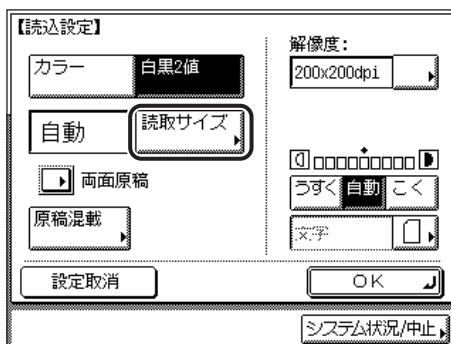 【読込設定】
カラー
白黒2値
自動
読取サイズ
両面原稿
原稿混載
解像度：
200x200dpi
うすく
自動
こく
文字
設定取消
OK
システム状況/中止